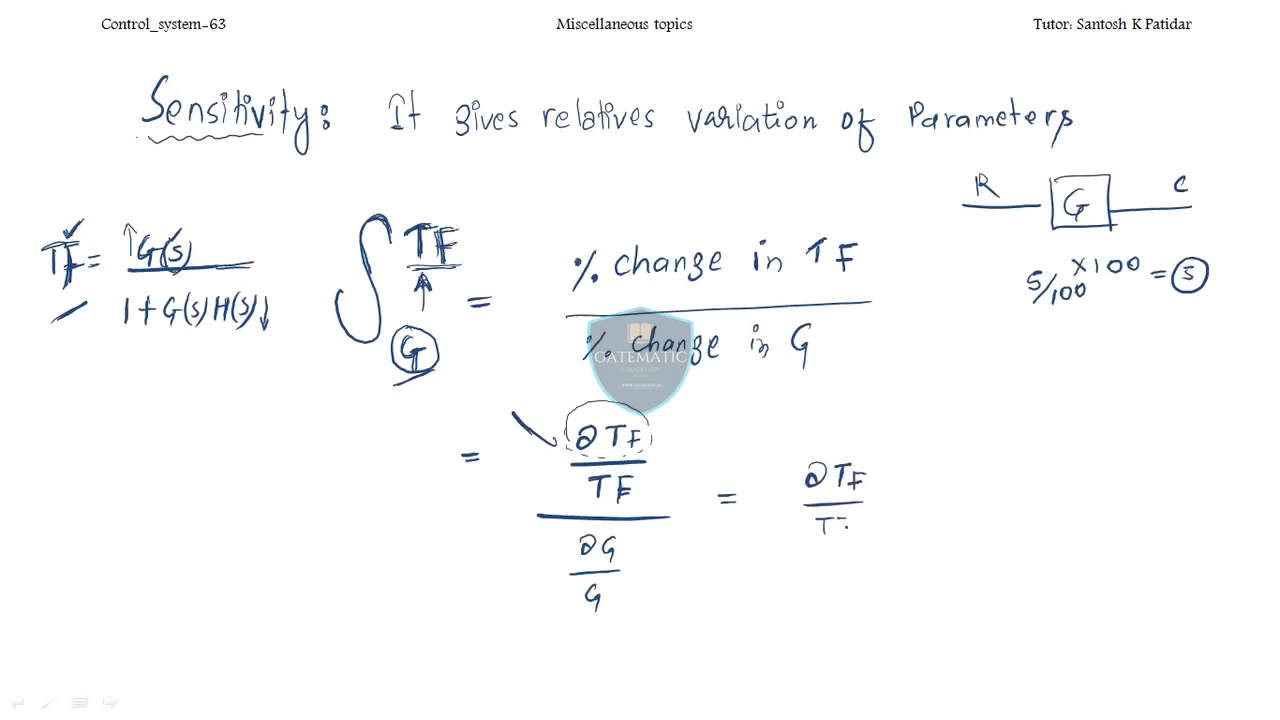 Control_system-63 Miscellaneous topics Tutor: Santosh K Patidar
Sensitivity: It gives relatives variation of Parameters
R G C
5/100 ×100 = 5
TF = G(s) / 1 + G(s) H(s)
S TF G = % change in TF / % change in G
= ∂TF / TF / ∂G / G = ∂TF / T
GATEMATIC